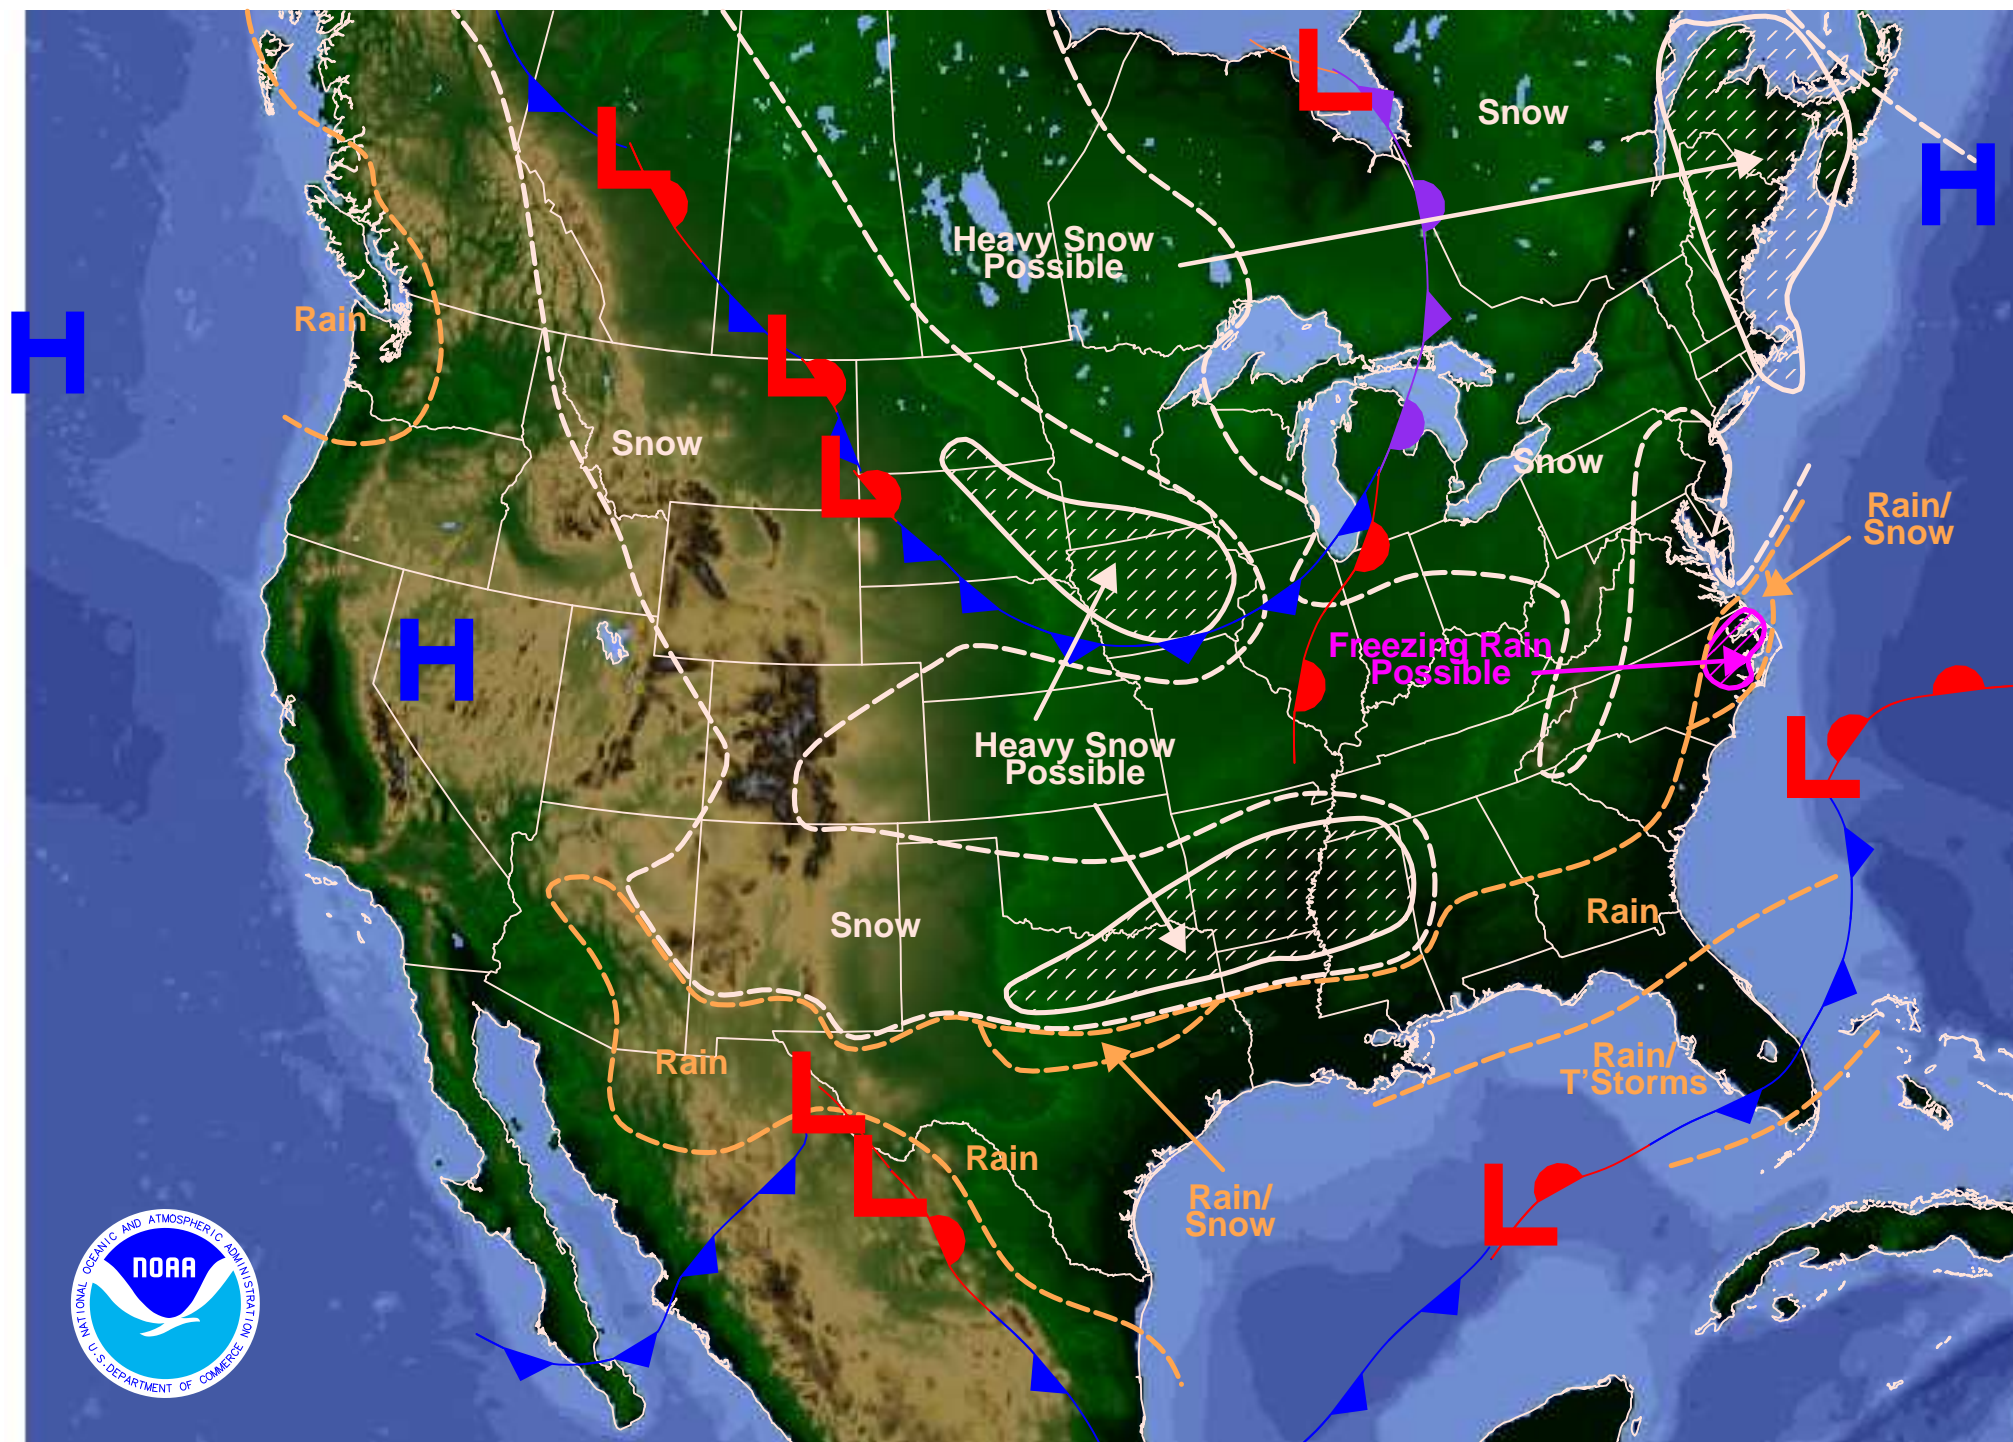 L
Snow
L
H
Heavy Snow
Possible
Rain
H
L
Snow
L
Snow
Rain/
Snow
H
Freezing Rain
Possible
L
Heavy Snow
Possible
Snow
Rain
Rain
L
Rain/
T'Storms
Rain
L
Rain/
Snow
L
NATIONAL OCEANIC AND ATMOSPHERIC ADMINISTRATION
NOAA
U.S. DEPARTMENT OF COMMERCE